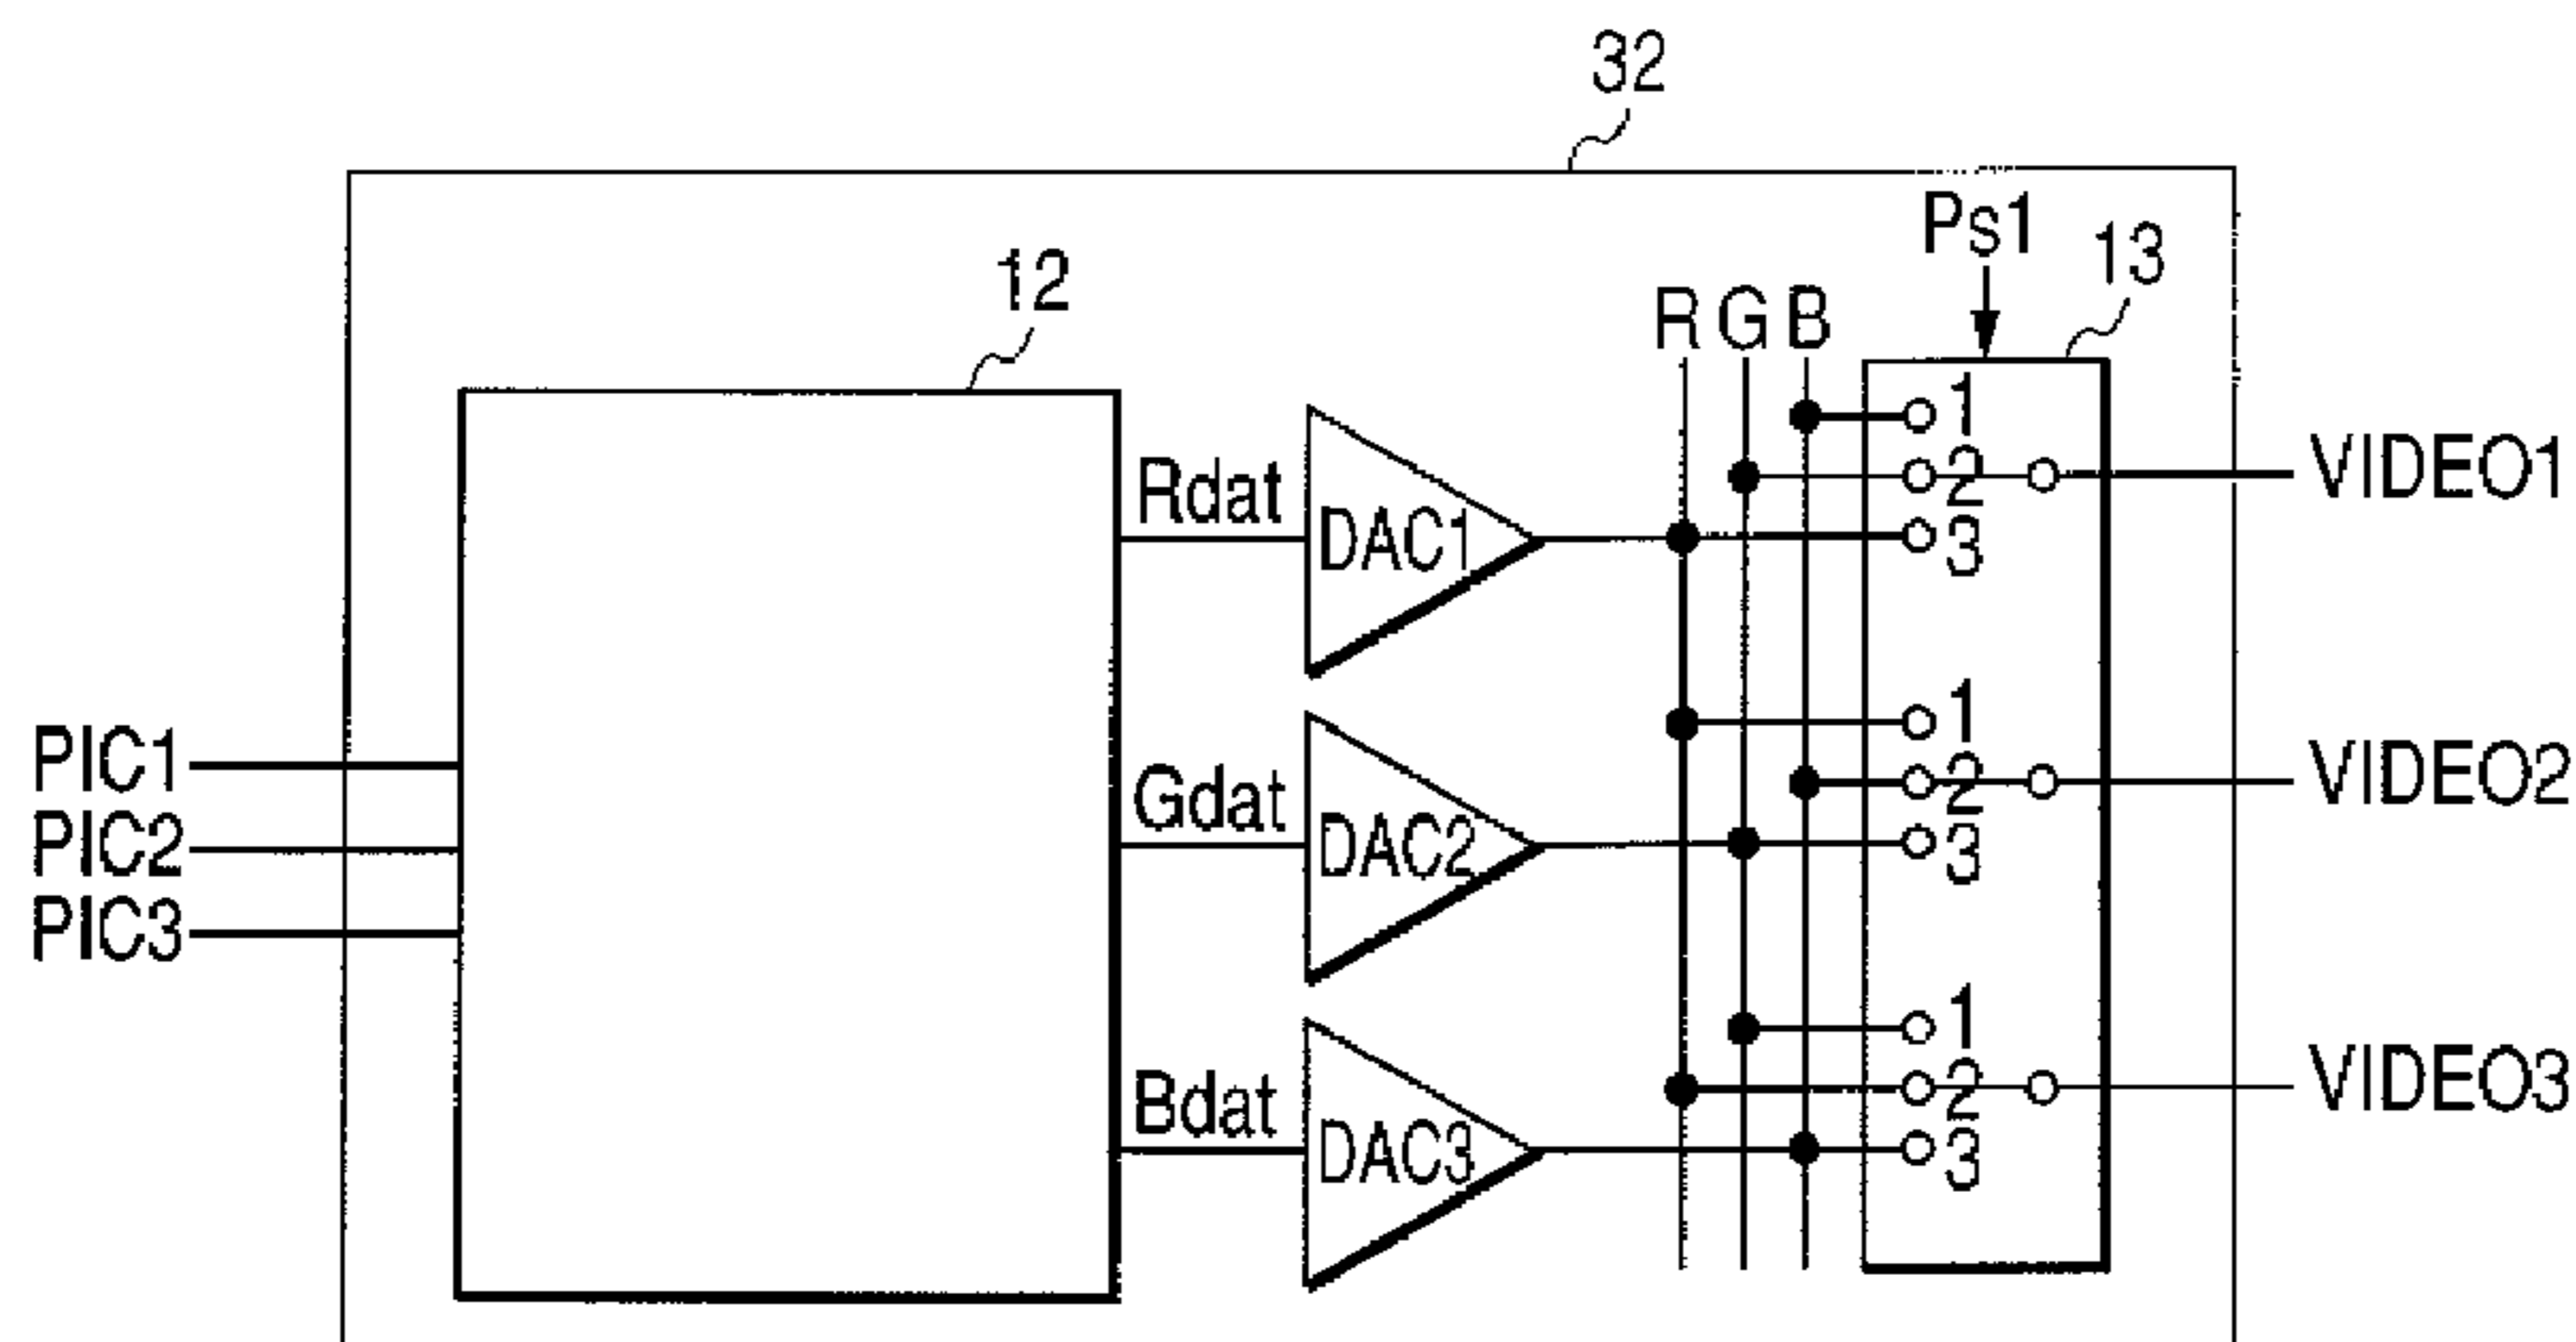 32
Ps1
13
12
R G B
1
2
3
VIDEO1
Rdat
DAC1
PIC1
PIC2
PIC3
Gdat
DAC2
1
2
3
VIDEO2
Bdat
DAC3
1
2
3
VIDEO3